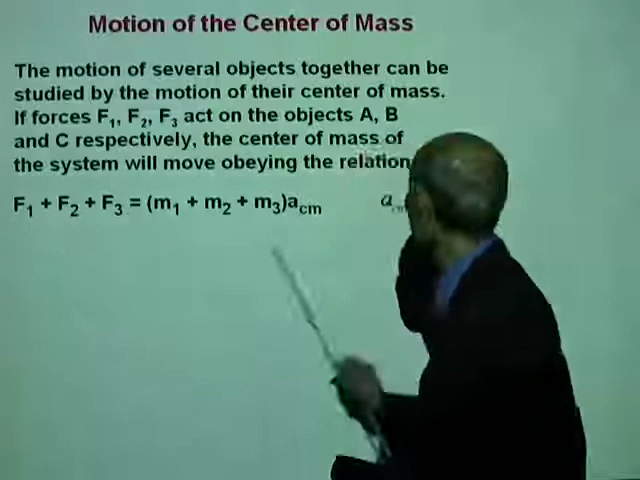 Motion of the Center of Mass
The motion of several objects together can be
studied by the motion of their center of mass.
If forces F₁, F₂, F₃ act on the objects A, B
and C respectively, the center of mass of
the system will move obeying the relation
F₁ + F₂ + F₃ = (m₁ + m₂ + m₃)a_cm
a